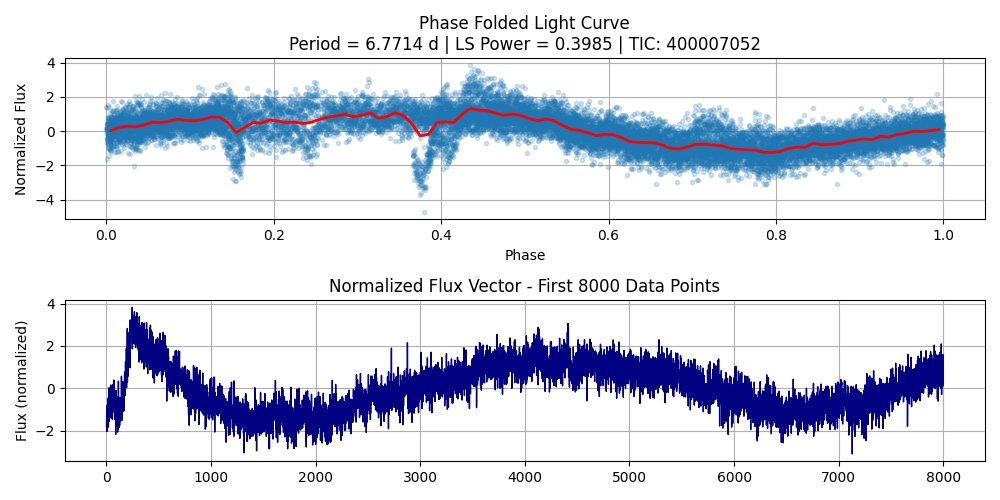 Phase Folded Light Curve
Period = 6.7714 d | LS Power = 0.3985 | TIC: 400007052
Normalized Flux
4
2
0
−2
−4
0.0 0.2 0.4 0.6 0.8 1.0
Phase
Normalized Flux Vector - First 8000 Data Points
Flux (normalized)
4
2
0
−2
0 1000 2000 3000 4000 5000 6000 7000 8000